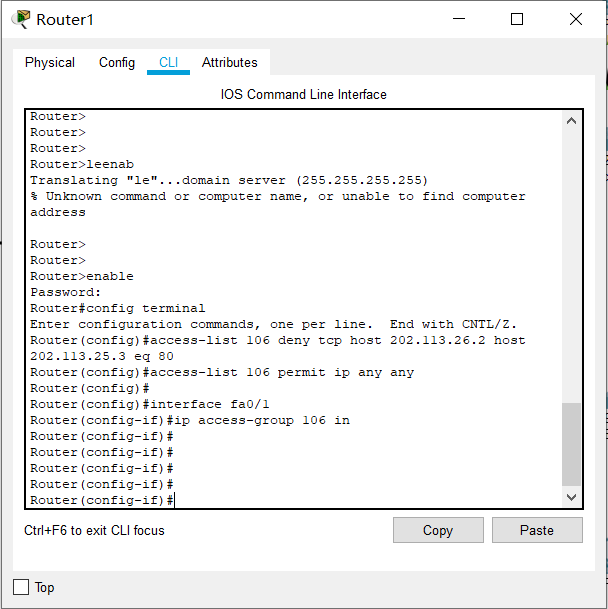 Router1
Physical Config CLI Attributes
IOS Command Line Interface
Router>
Router>
Router>
Router>leenab
Translating "le"...domain server (255.255.255.255)
% Unknown command or computer name, or unable to find computer
address
Router>
Router>
Router>enable
Password:
Router#config terminal
Enter configuration commands, one per line.  End with CNTL/Z.
Router(config)#access-list 106 deny tcp host 202.113.26.2 host
202.113.25.3 eq 80
Router(config)#access-list 106 permit ip any any
Router(config)#
Router(config)#interface fa0/1
Router(config-if)#ip access-group 106 in
Router(config-if)#
Router(config-if)#
Router(config-if)#
Router(config-if)#
Router(config-if)#
Ctrl+F6 to exit CLI focus
Copy Paste
Top